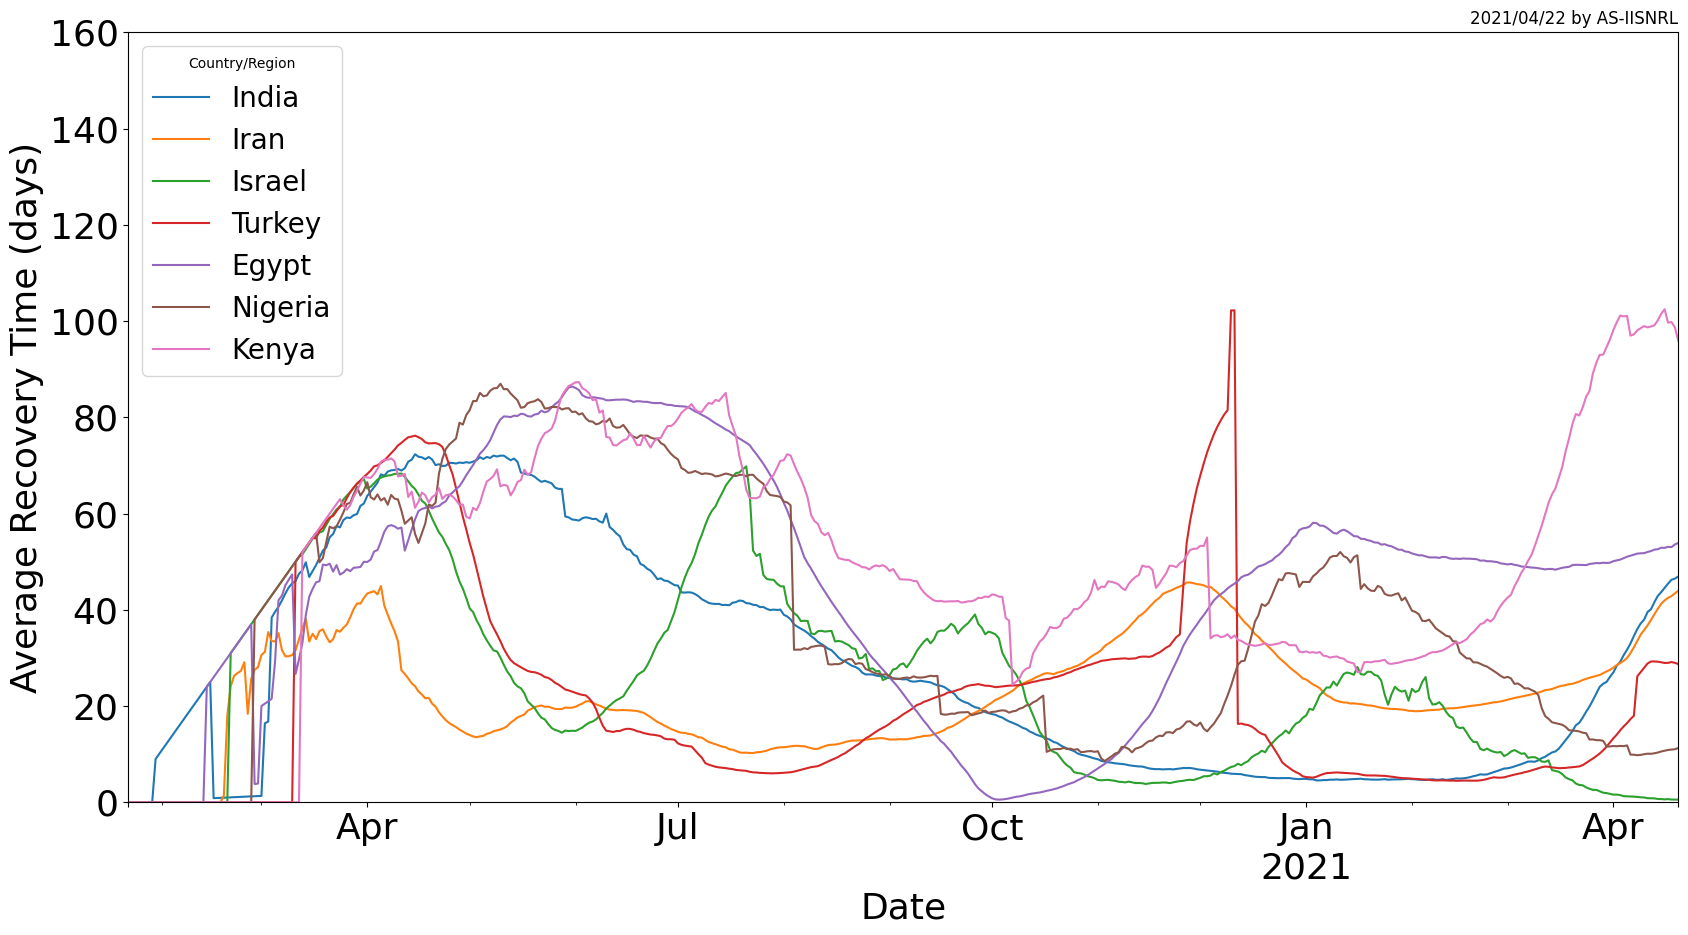 2021/04/22 by AS-IISNRL
Average Recovery Time (days)
160
140
120
100
80
60
40
20
0
Country/Region
India
Iran
Israel
Turkey
Egypt
Nigeria
Kenya
Apr
Jul
Oct
Jan
2021
Apr
Date